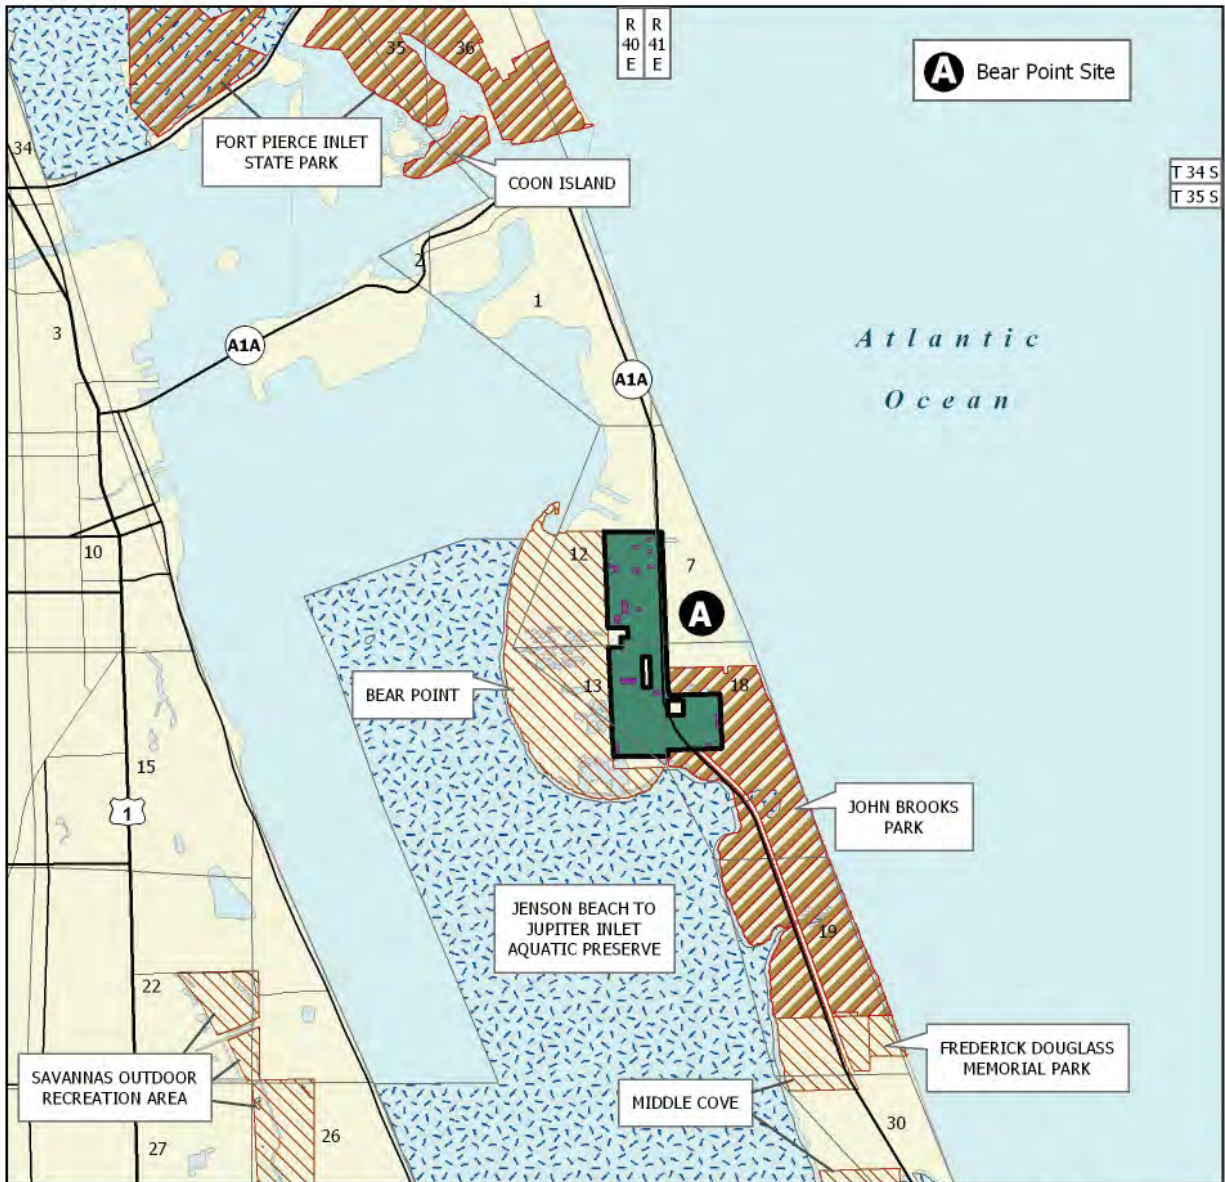 R
40
E
R
41
E
A Bear Point Site
35
36
34
FORT PIERCE INLET
STATE PARK
COON ISLAND
T 34 S
T 35 S
2
1
3
A1A
A1A
Atlantic
Ocean
10
12
7
A
13
18
BEAR POINT
15
1
JOHN BROOKS
PARK
JENSON BEACH TO
JUPITER INLET
AQUATIC PRESERVE
19
22
SAVANNAS OUTDOOR
RECREATION AREA
FREDERICK DOUGLASS
MEMORIAL PARK
MIDDLE COVE
30
26
27